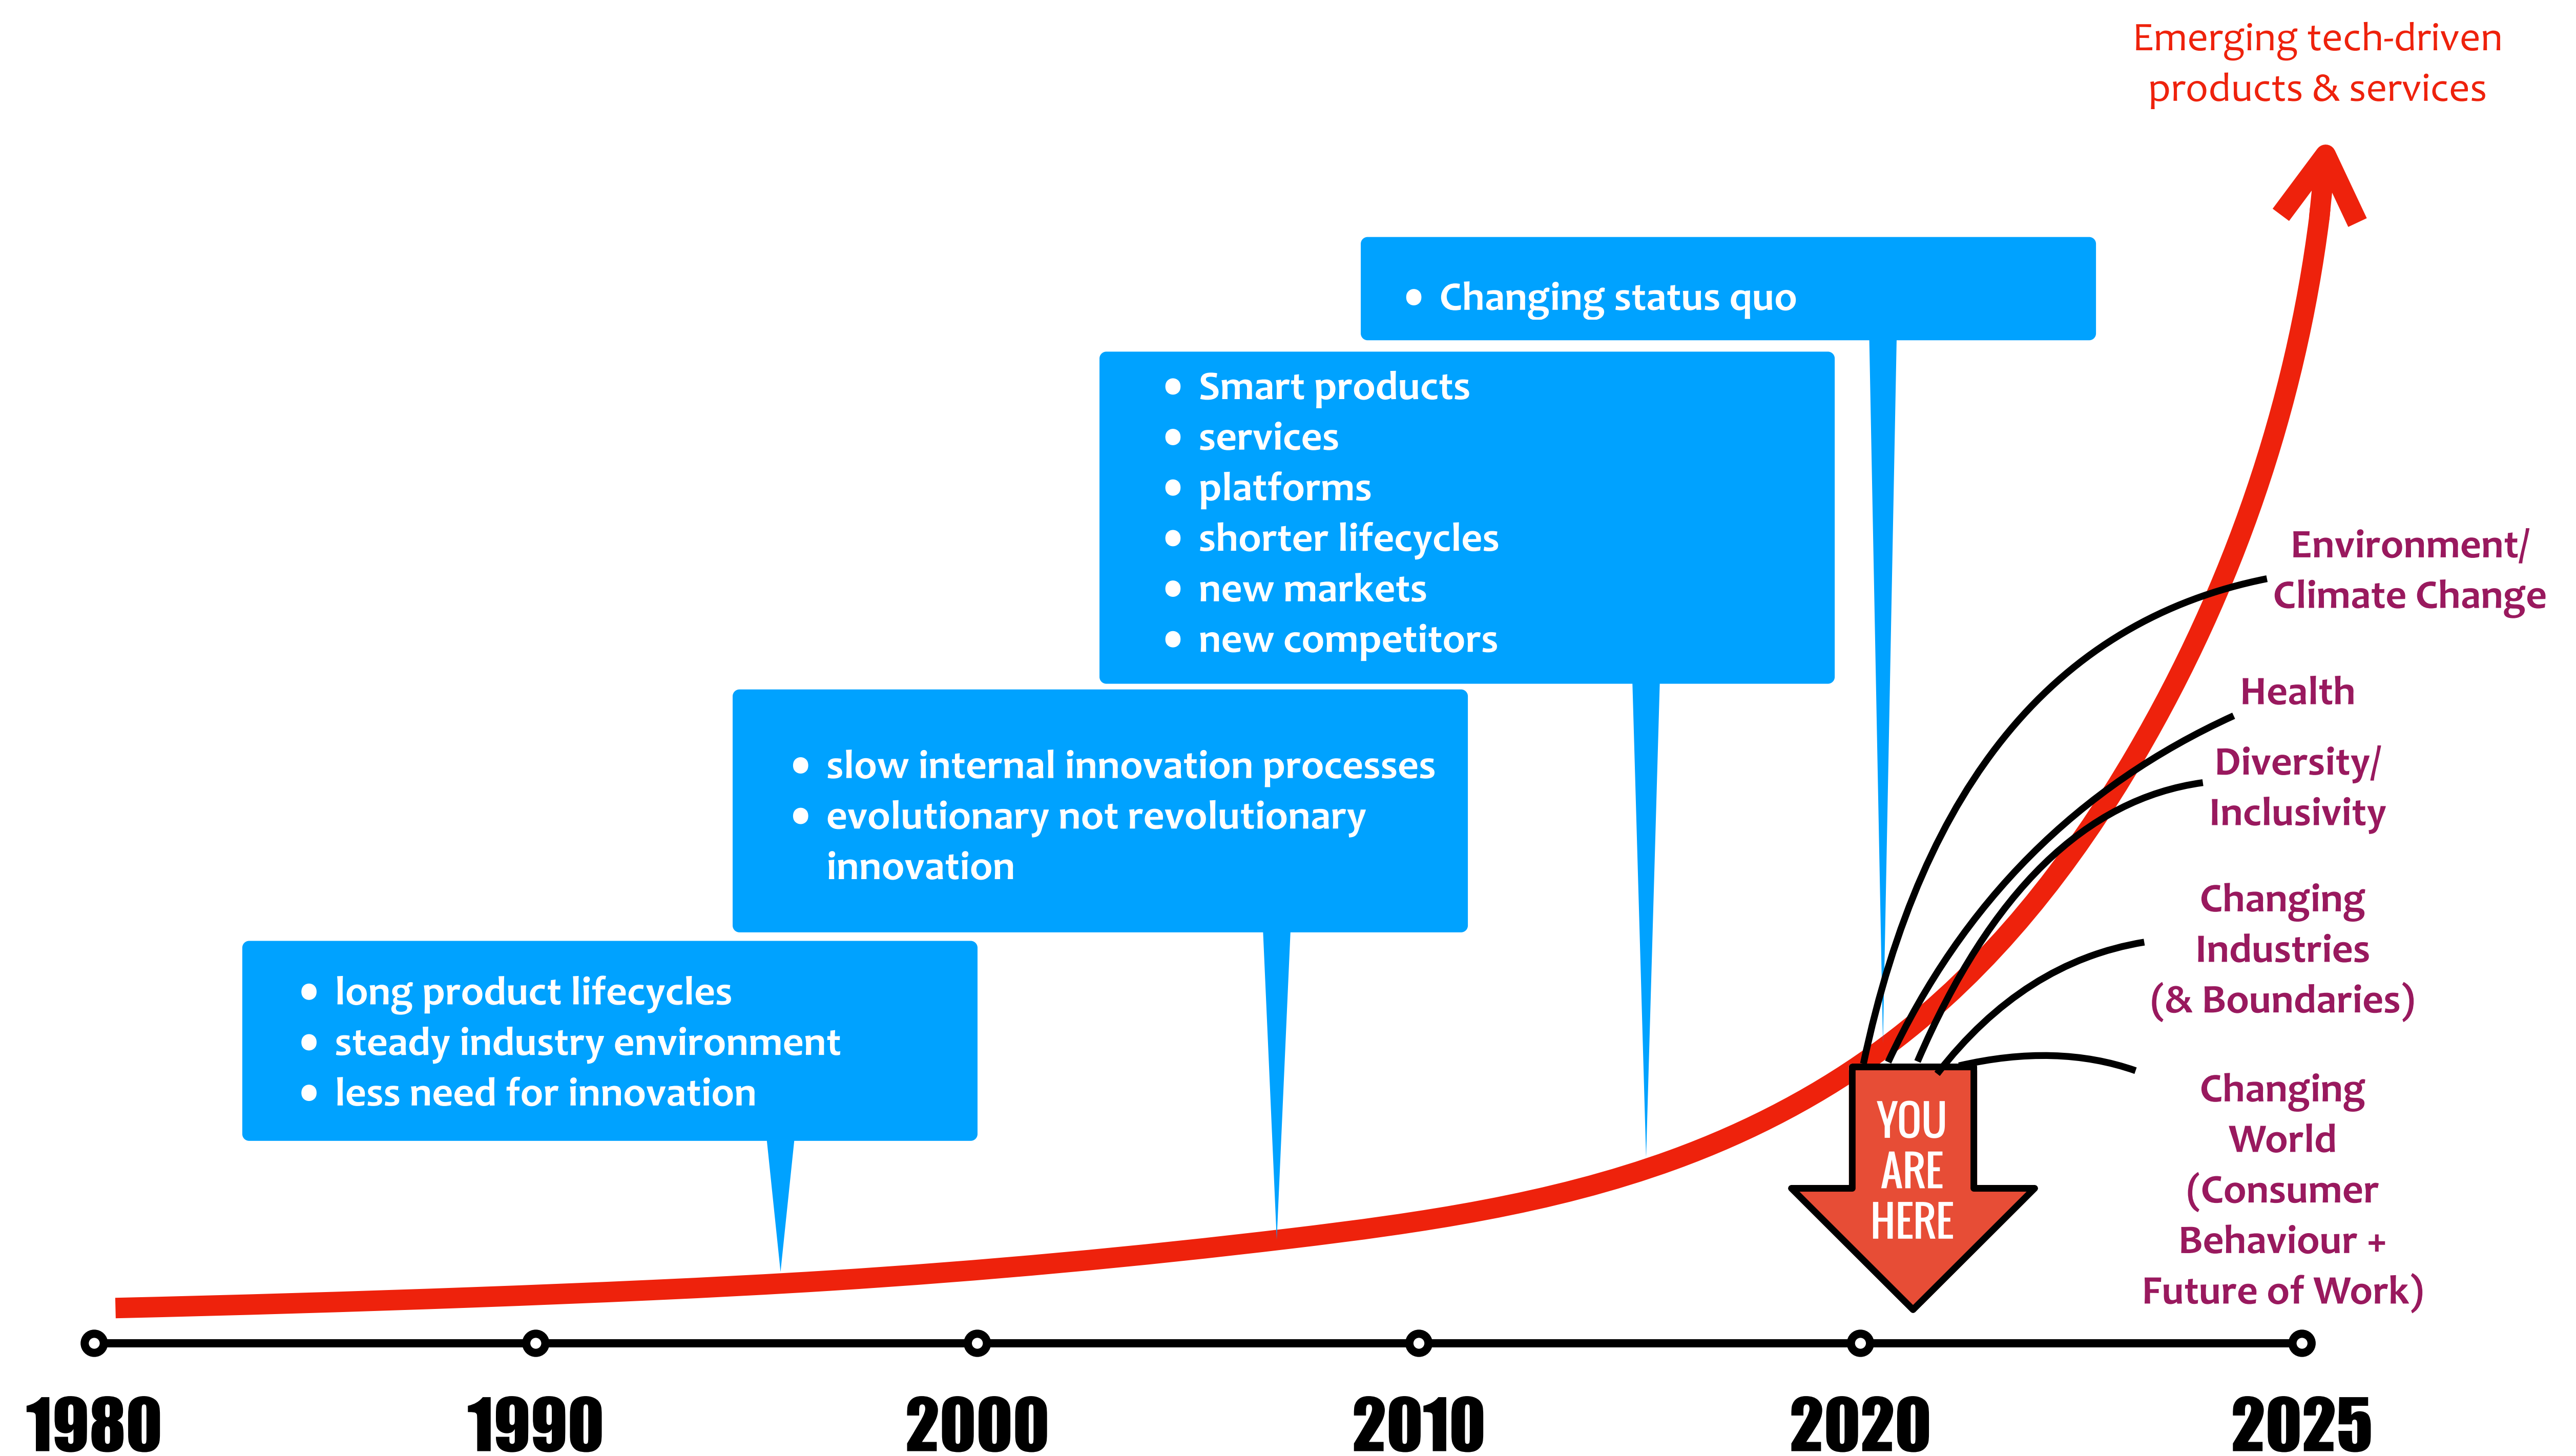 Emerging tech-driven
products & services
• Changing status quo
• Smart products
• services
• platforms
• shorter lifecycles
• new markets
• new competitors
• slow internal innovation processes
• evolutionary not revolutionary
innovation
• long product lifecycles
• steady industry environment
• less need for innovation
Environment/
Climate Change
Health
Diversity/
Inclusivity
Changing
Industries
(& Boundaries)
Changing
World
(Consumer
Behaviour +
Future of Work)
YOU
ARE
HERE
1980 1990 2000 2010 2020 2025